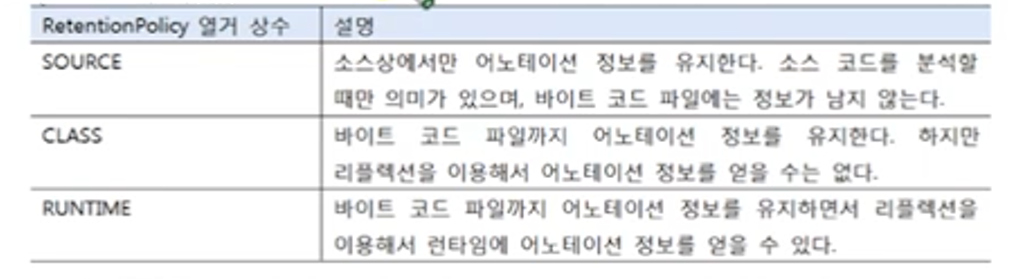 RetentionPolicy 열거 상수 설명
SOURCE 소스상에서만 어노테이션 정보를 유지한다. 소스 코드를 분석할
때만 의미가 있으며, 바이트 코드 파일에는 정보가 남지 않는다.
CLASS 바이트 코드 파일까지 어노테이션 정보를 유지한다. 하지만
리플렉션을 이용해서 어노테이션 정보를 얻을 수는 없다.
RUNTIME 바이트 코드 파일까지 어노테이션 정보를 유지하면서 리플렉션을
이용해서 런타임에 어노테이션 정보를 얻을 수 있다.